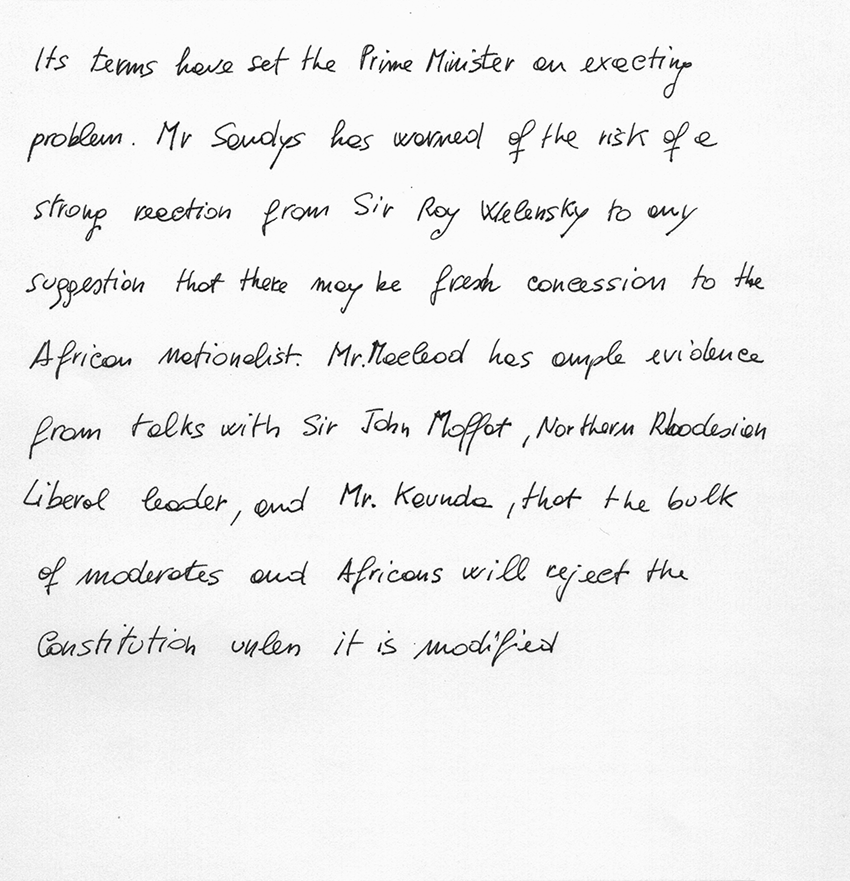 Its terms have set the Prime Minister an exacting
problem. Mr Sandys has warned of the risk of a
strong reection from Sir Roy Welensky to any
suggestion that there may be fresh concession to the
African nationalist. Mr.Macleod has ample evidence
from talks with Sir John Moffat, Northern Rhodesian
Liberal leader, and Mr. Kaunda, that the bulk
of moderates and Africans will reject the
Constitution unless it is modified